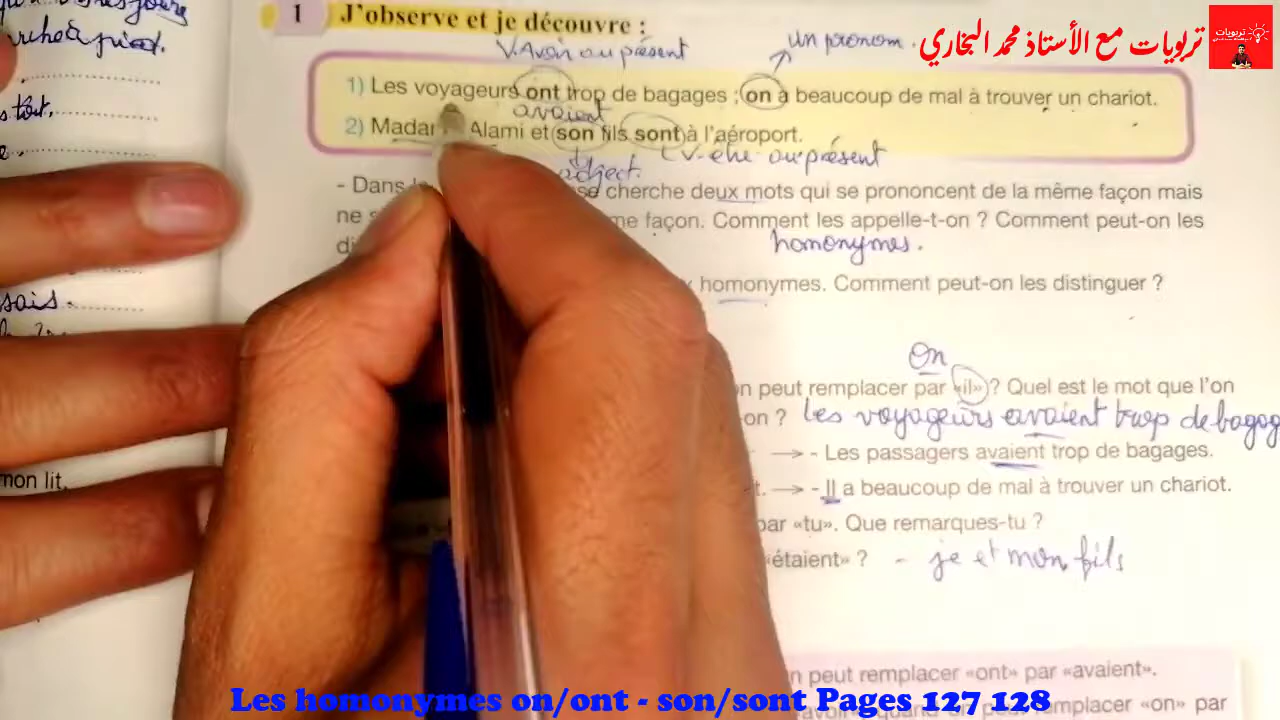 1 J'observe et je découvre :
تربويات مع الأستاذ محمد البخاري
تربويات
V Avoir au présent
un pronom.
1) Les voyageurs ont trop de bagages ; on a beaucoup de mal à trouver un chariot.
avaient
2) Madam Alami et son fils sont à l'aéroport.
adject.
V. être au présent
- Dans cherche deux mots qui se prononcent de la même façon mais
ne me façon. Comment les appelle-t-on ? Comment peut-on les
homonymes.
homonymes. Comment peut-on les distinguer ?
On
peut remplacer par «il» ? Quel est le mot que l'on
on ? Les voyageurs avaient trop de bagag
→ - Les passagers avaient trop de bagages.
→ - Il a beaucoup de mal à trouver un chariot.
par «tu». Que remarques-tu ?
«étaient» ? - je et mon fils
n peut remplacer «ont» par «avaient».
remplacer «on» par
tout.
sais.
mon lit.
Les homonymes on/ont - son/sont Pages 127 128